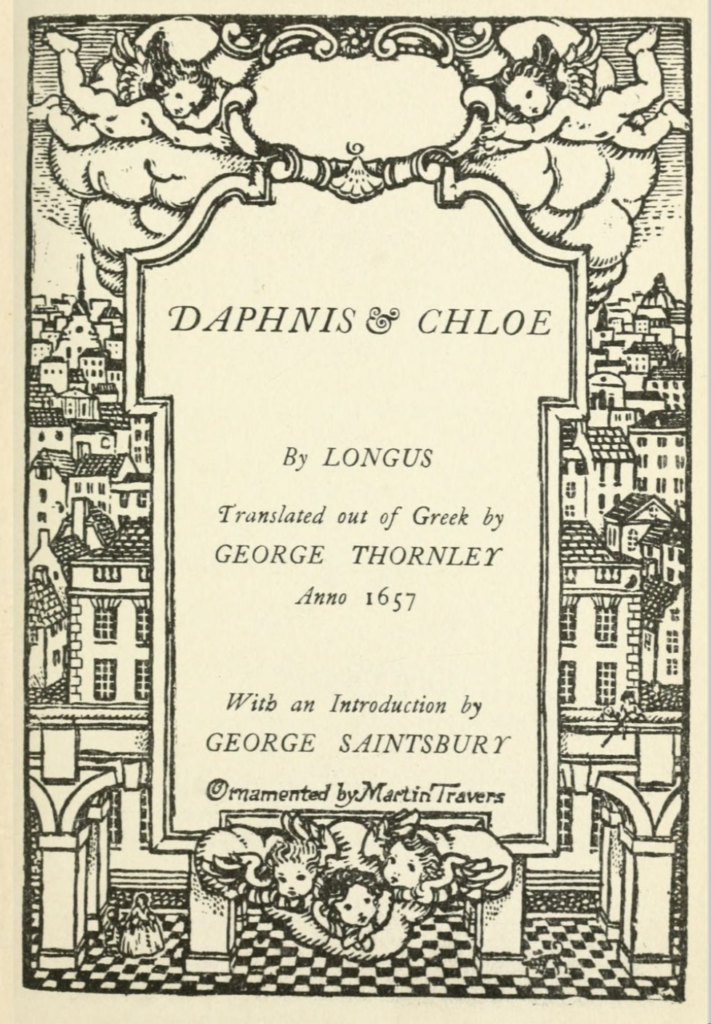 DAPHNIS & CHLOE
By LONGUS
Translated out of Greek by
GEORGE THORNLEY
Anno 1657
With an Introduction by
GEORGE SAINTSBURY
Ornamented by Martin Travers